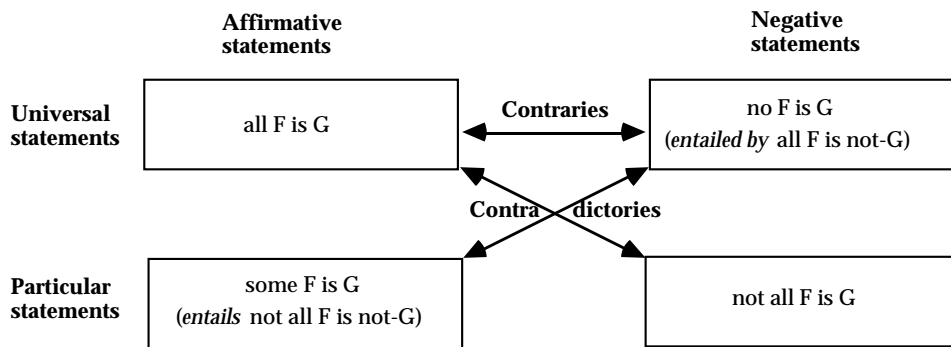 Affirmative
statements
Negative
statements
Universal
statements
all F is G
Contraries
no F is G
(entailed by all F is not-G)
Contra dictories
Particular
statements
some F is G
(entails not all F is not-G)
not all F is G